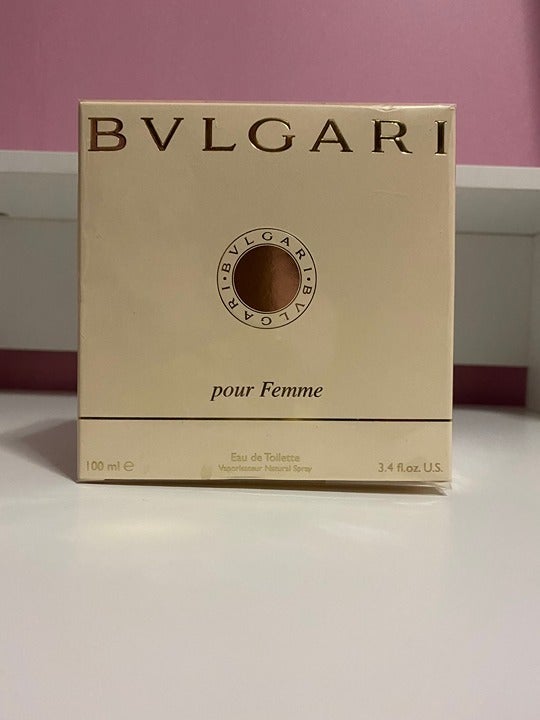 BVLGARI
BVLGARI · BVLGARI ·
pour Femme
Eau de Toilette
100 ml ℮
Vaporisateur Natural Spray
3.4 fl.oz. U.S.